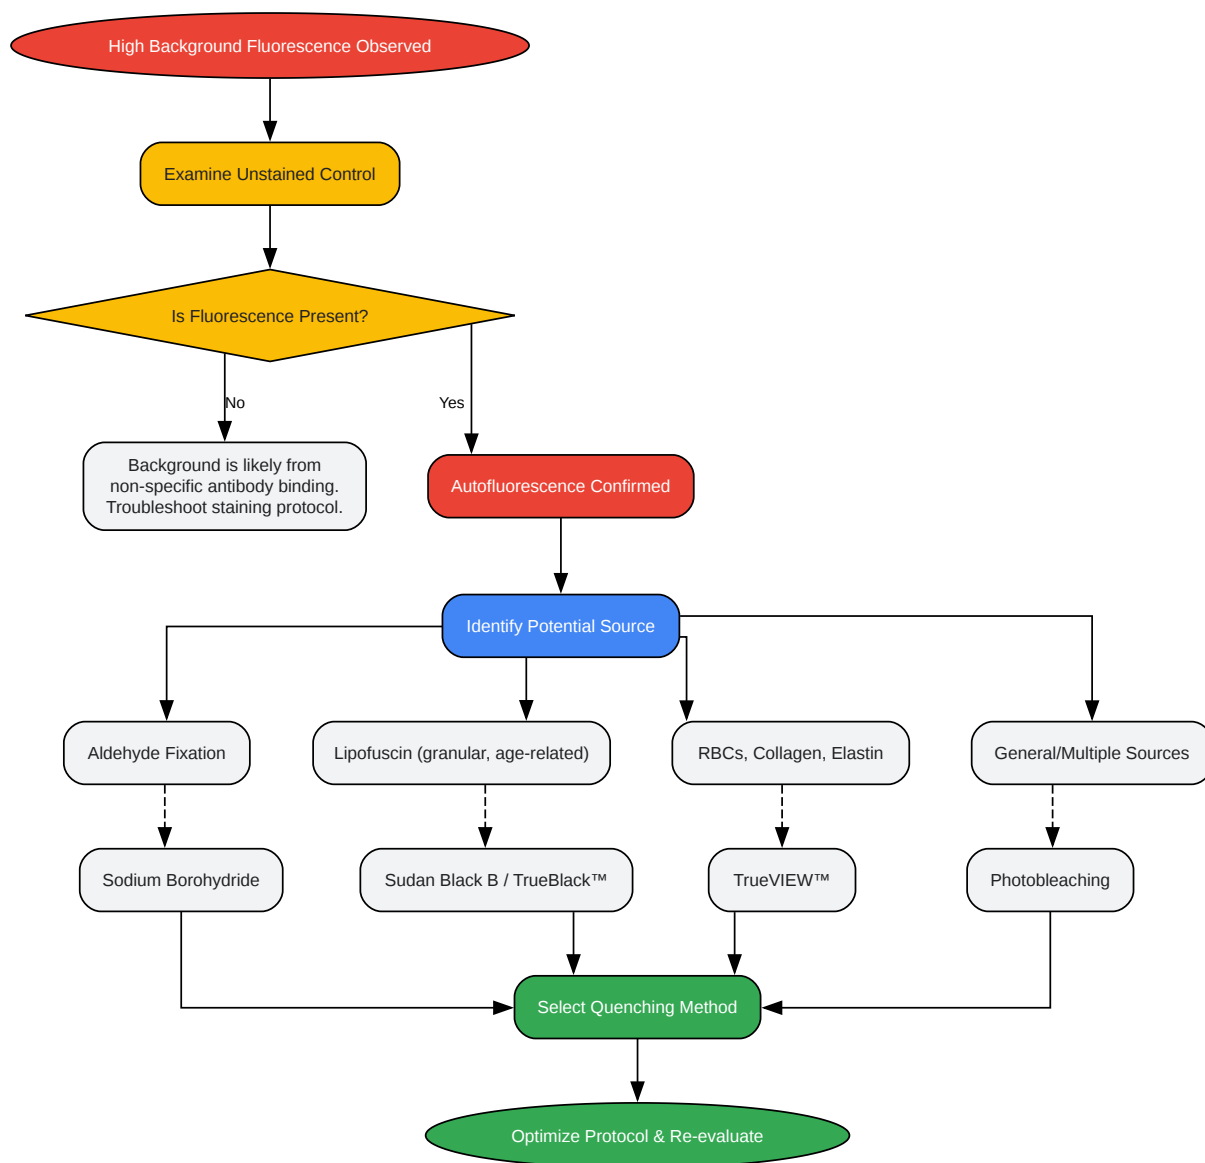 High Background Fluorescence Observed
Examine Unstained Control
Is Fluorescence Present?
No
Yes
Background is likely from
non-specific antibody binding.
Troubleshoot staining protocol.
Autofluorescence Confirmed
Identify Potential Source
Aldehyde Fixation
Lipofuscin (granular, age-related)
RBCs, Collagen, Elastin
General/Multiple Sources
Sodium Borohydride
Sudan Black B / TrueBlack™
TrueVIEW™
Photobleaching
Select Quenching Method
Optimize Protocol & Re-evaluate